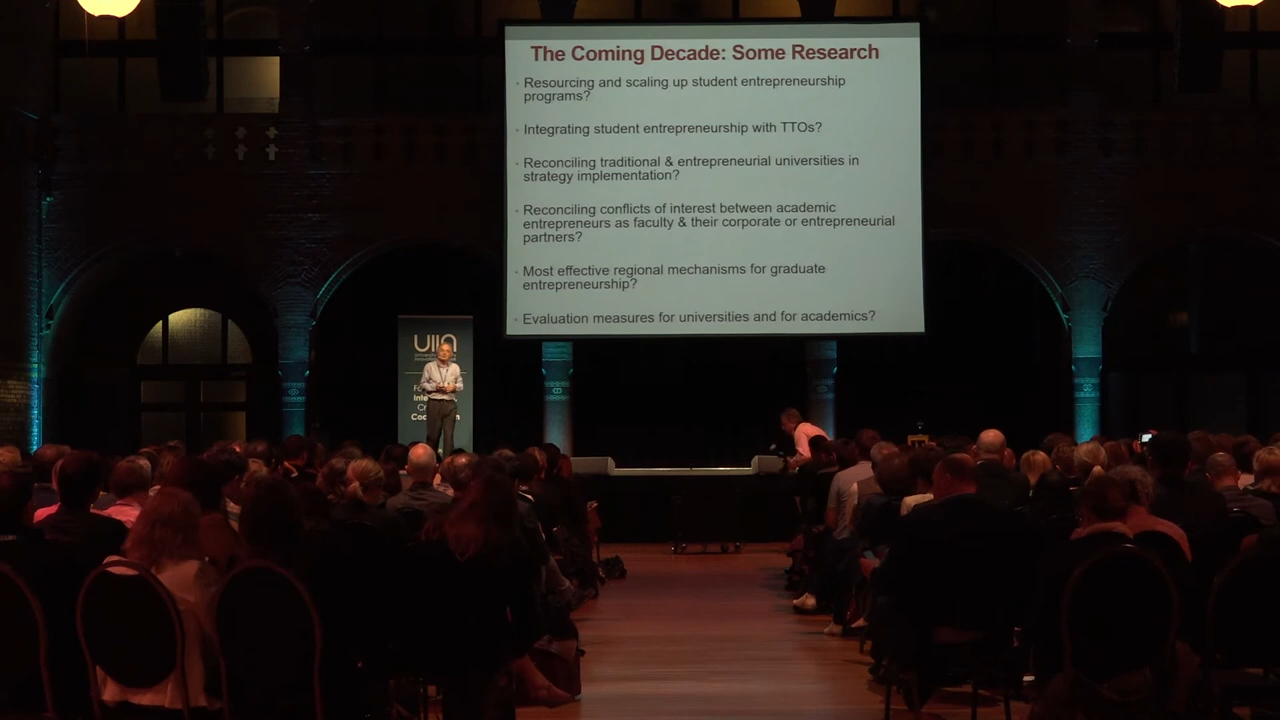 The Coming Decade: Some Research
· Resourcing and scaling up student entrepreneurship
programs?
· Integrating student entrepreneurship with TTOs?
· Reconciling traditional & entrepreneurial universities in
strategy implementation?
· Reconciling conflicts of interest between academic
entrepreneurs as faculty & their corporate or entrepreneurial
partners?
· Most effective regional mechanisms for graduate
entrepreneurship?
· Evaluation measures for universities and for academics?
UIIN